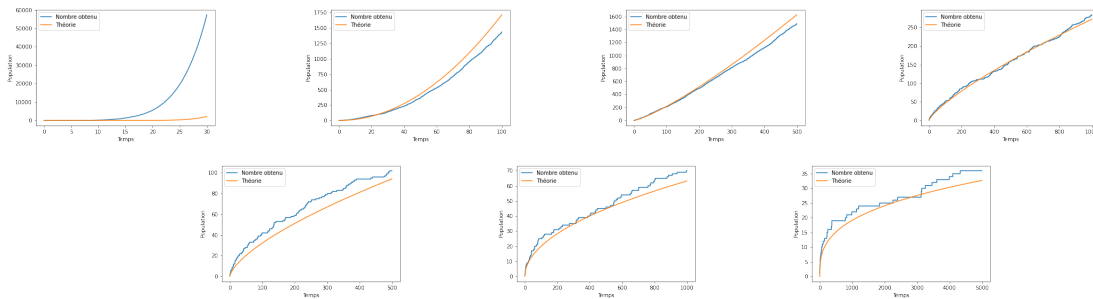 60000
50000
40000
30000
20000
10000
0
Population
Nombre obtenu
Théorie
0 5 10 15 20 25 30
Temps
1750
1500
1250
1000
750
500
250
0
Population
Nombre obtenu
Théorie
0 20 40 60 80 100
Temps
1600
1400
1200
1000
800
600
400
200
0
Population
Nombre obtenu
Théorie
0 100 200 300 400 500
Temps
250
200
150
100
50
0
Population
Nombre obtenu
Théorie
0 200 400 600 800 1000
Temps
100
80
60
40
20
0
Population
Nombre obtenu
Théorie
0 100 200 300 400 500
Temps
70
60
50
40
30
20
10
0
Population
Nombre obtenu
Théorie
0 200 400 600 800 1000
Temps
35
30
25
20
15
10
5
0
Population
Nombre obtenu
Théorie
0 1000 2000 3000 4000 5000
Temps